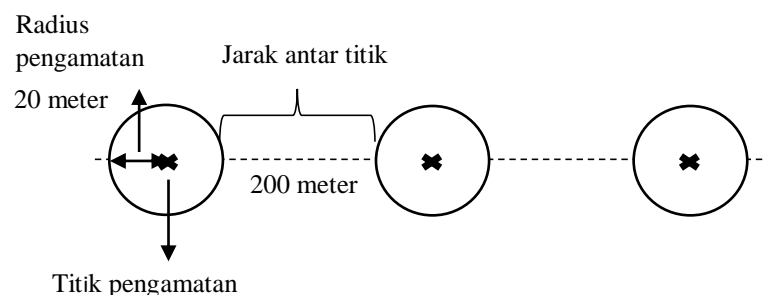 Radius
pengamatan
20 meter
Jarak antar titik
200 meter
Titik pengamatan